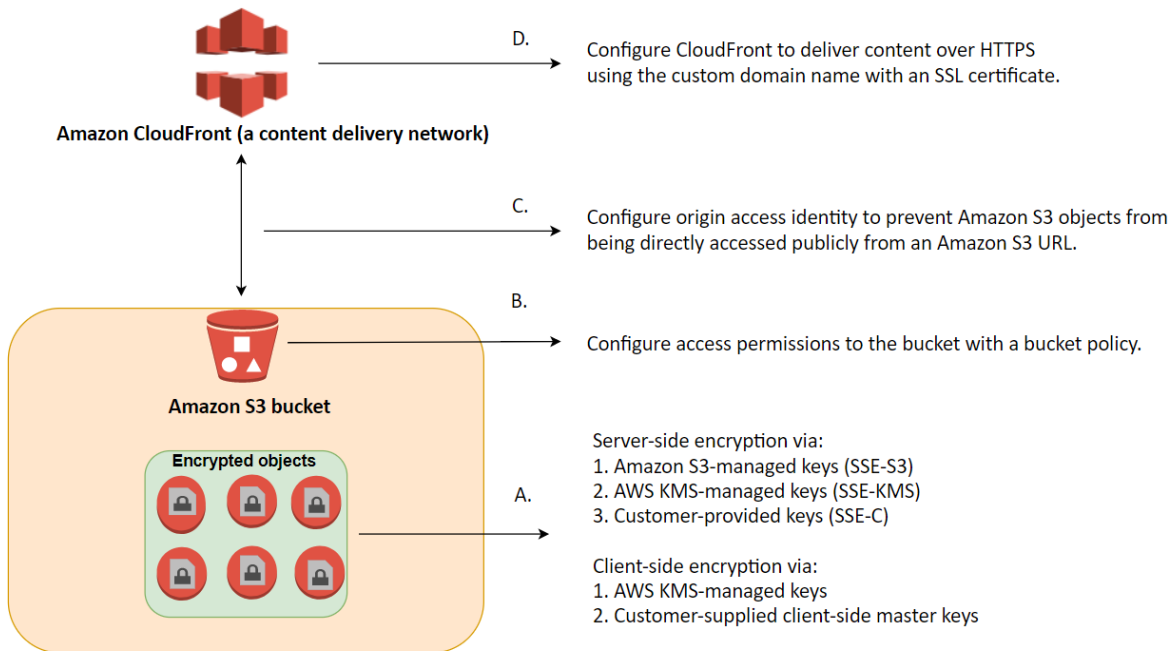 D.
Configure CloudFront to deliver content over HTTPS
using the custom domain name with an SSL certificate.
Amazon CloudFront (a content delivery network)
C.
Configure origin access identity to prevent Amazon S3 objects from
being directly accessed publicly from an Amazon S3 URL.
B.
Configure access permissions to the bucket with a bucket policy.
Amazon S3 bucket
Encrypted objects
A.
Server-side encryption via:
1. Amazon S3-managed keys (SSE-S3)
2. AWS KMS-managed keys (SSE-KMS)
3. Customer-provided keys (SSE-C)
Client-side encryption via:
1. AWS KMS-managed keys
2. Customer-supplied client-side master keys